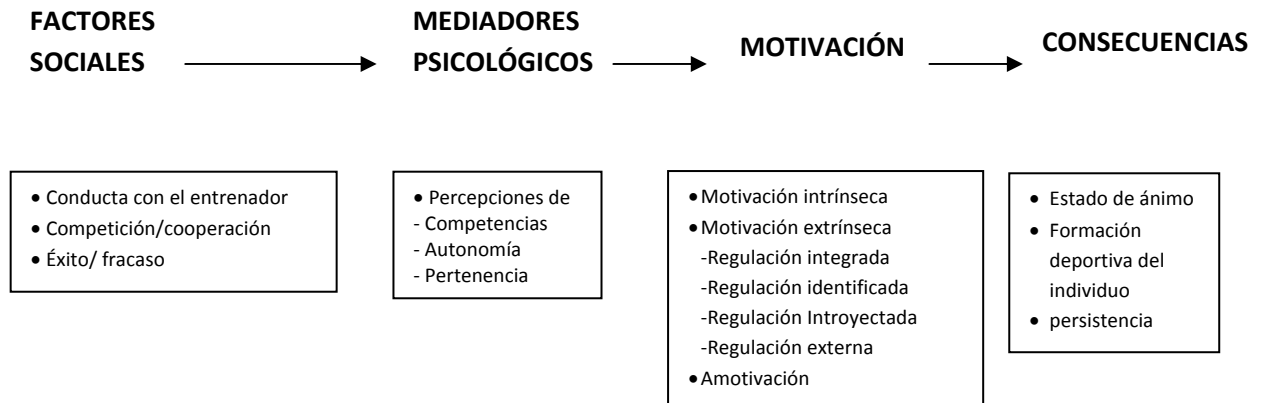 FACTORES
SOCIALES
MEDIADORES
PSICOLÓGICOS
MOTIVACIÓN
CONSECUENCIAS
• Conducta con el entrenador
• Competición/cooperación
• Éxito/ fracaso
• Percepciones de
- Competencias
- Autonomía
- Pertenencia
• Motivación intrínseca
• Motivación extrínseca
-Regulación integrada
-Regulación identificada
-Regulación Introyectada
-Regulación externa
• Amotivación
• Estado de ánimo
• Formación
deportiva del
individuo
• persistencia